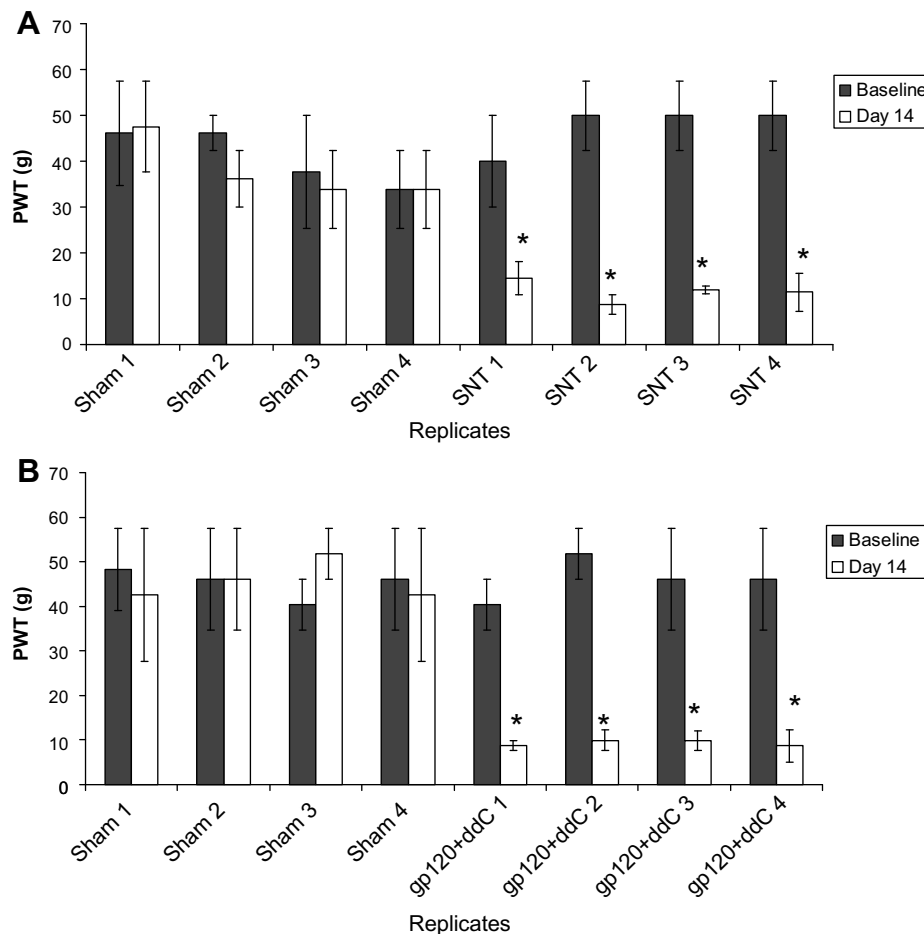 A
70
60
50
40
30
20
10
0
PWT (g)
Baseline
Day 14
*
*
*
*
Sham 1
Sham 2
Sham 3
Sham 4
SNT 1
SNT 2
SNT 3
SNT 4
Replicates
B
70
60
50
40
30
20
10
0
PWT (g)
Baseline
Day 14
*
*
*
*
Sham 1
Sham 2
Sham 3
Sham 4
gp120+ddC 1
gp120+ddC 2
gp120+ddC 3
gp120+ddC 4
Replicates